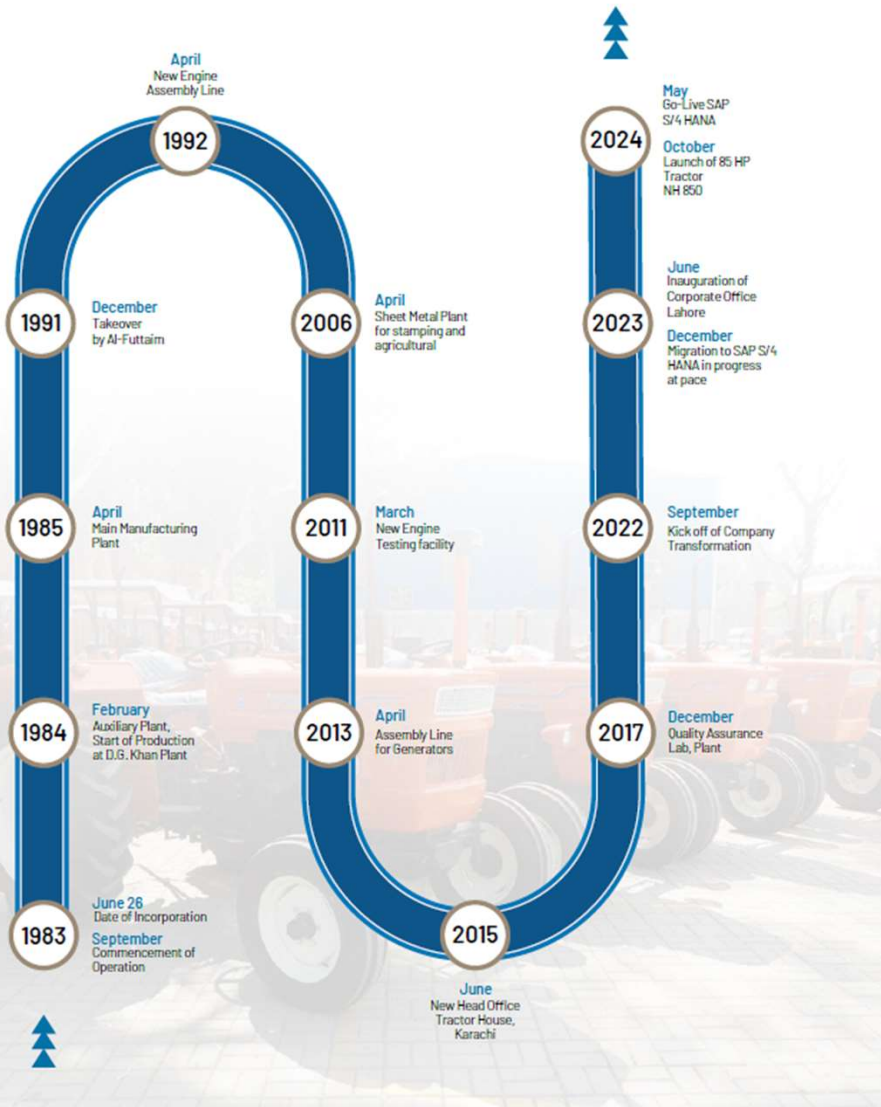 1983
June 26
Date of Incorporation
September
Commencement of
Operation
1984
February
Auxiliary Plant,
Start of Production
at D.G. Khan Plant
1985
April
Main Manufacturing
Plant
1991
December
Takeover
by Al-Futtaim
April
New Engine
Assembly Line
1992
2006
April
Sheet Metal Plant
for stamping and
agricultural
2011
March
New Engine
Testing facility
2013
April
Assembly Line
for Generators
2015
June
New Head Office
Tractor House,
Karachi
2017
December
Quality Assurance
Lab, Plant
2022
September
Kick off of Company
Transformation
2023
June
Inauguration of
Corporate Office
Lahore
December
Migration to SAP S/4
HANA in progress
at pace
2024
May
Go-Live SAP
S/4 HANA
October
Launch of 85 HP
Tractor
NH 850